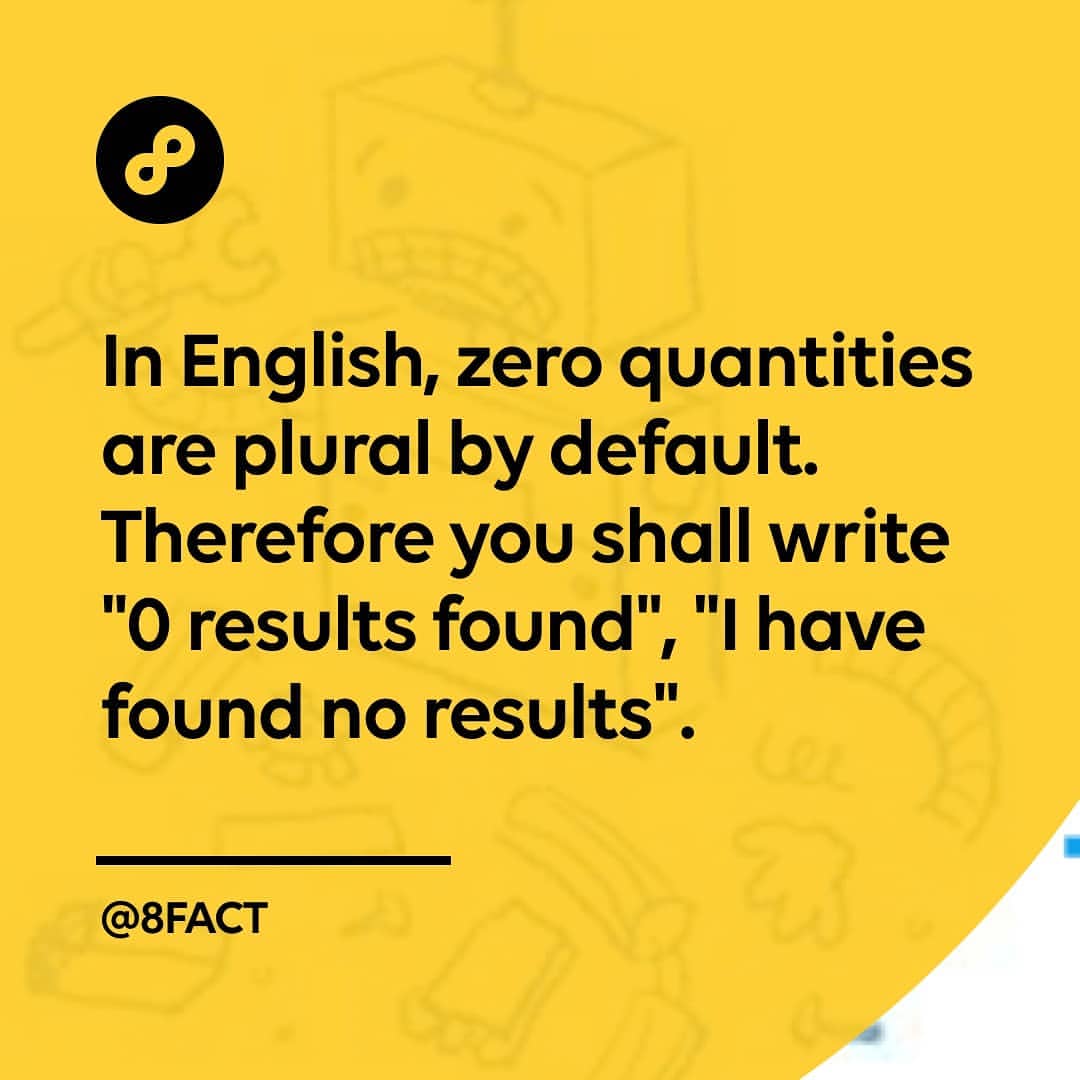 In English, zero quantities
are plural by default.
Therefore you shall write
"0 results found", "I have
found no results".
@8FACT